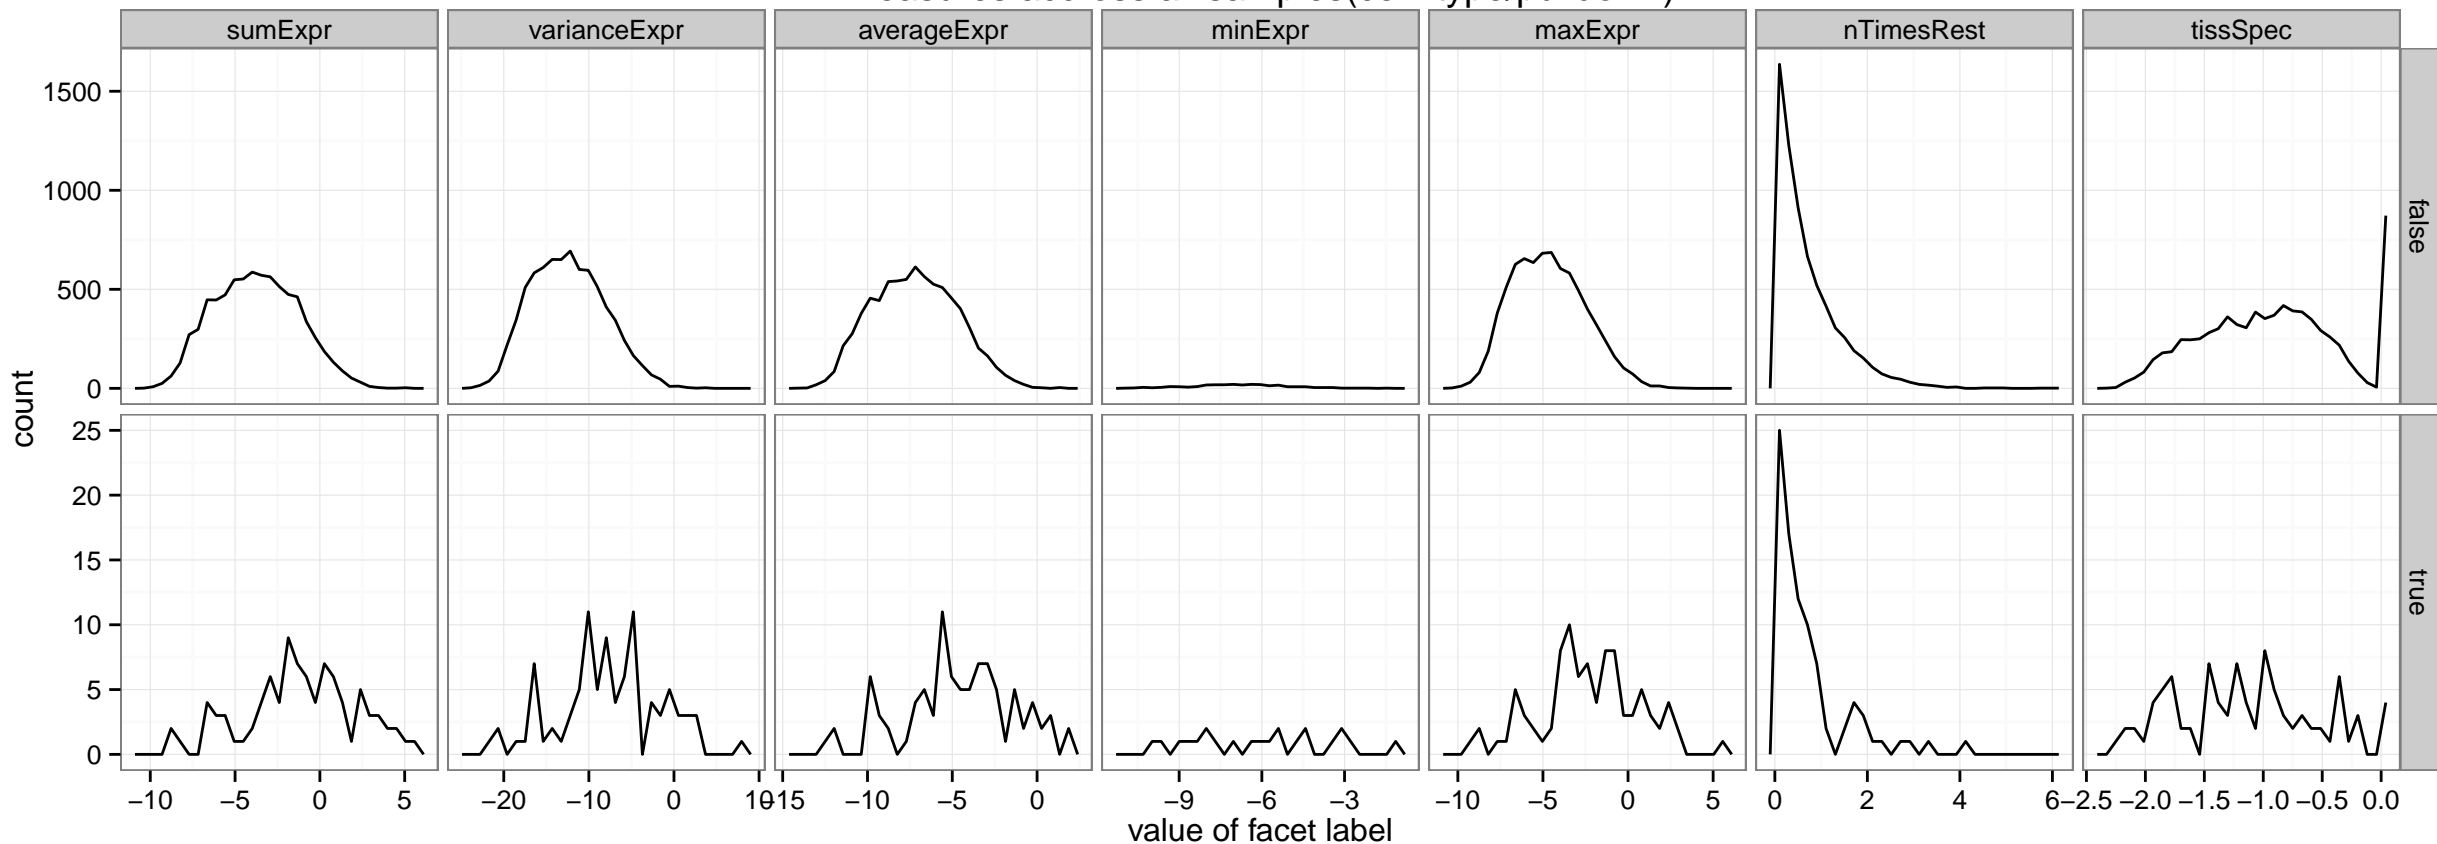 sumExpr varianceExpr averageExpr minExpr maxExpr nTimesRest tissSpec
1500
1000
500
0
false
count
25
20
15
10
5
0
true
−10 −5 0 5 −20 −10 0 10 −15 −10 −5 0 −9 −6 −3 −10 −5 0 5 0 2 4 6 −2.5 −2.0 −1.5 −1.0 −0.5 0.0
value of facet label